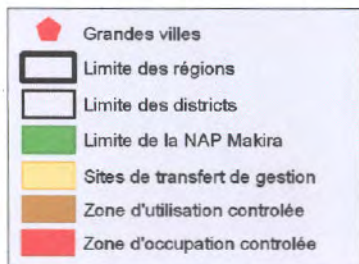 Grandes villes
Limite des régions
Limite des districts
Limite de la NAP Makira
Sites de transfert de gestion
Zone d'utilisation controlée
Zone d'occupation controlée